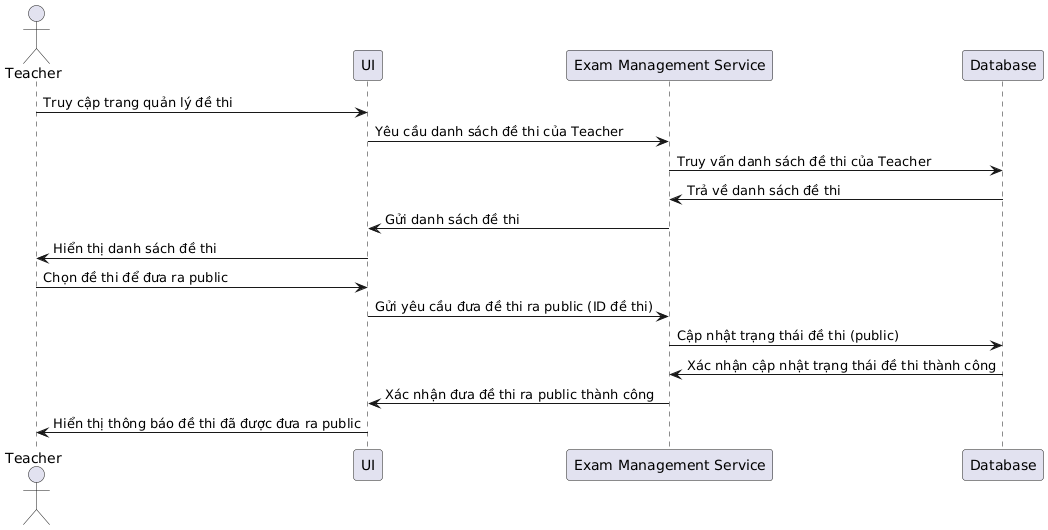 Teacher
UI
Exam Management Service
Database
Truy cập trang quản lý đề thi
Yêu cầu danh sách đề thi của Teacher
Truy vấn danh sách đề thi của Teacher
Trả về danh sách đề thi
Gửi danh sách đề thi
Hiển thị danh sách đề thi
Chọn đề thi để đưa ra public
Gửi yêu cầu đưa đề thi ra public (ID đề thi)
Cập nhật trạng thái đề thi (public)
Xác nhận cập nhật trạng thái đề thi thành công
Xác nhận đưa đề thi ra public thành công
Hiển thị thông báo đề thi đã được đưa ra public
Teacher
UI
Exam Management Service
Database